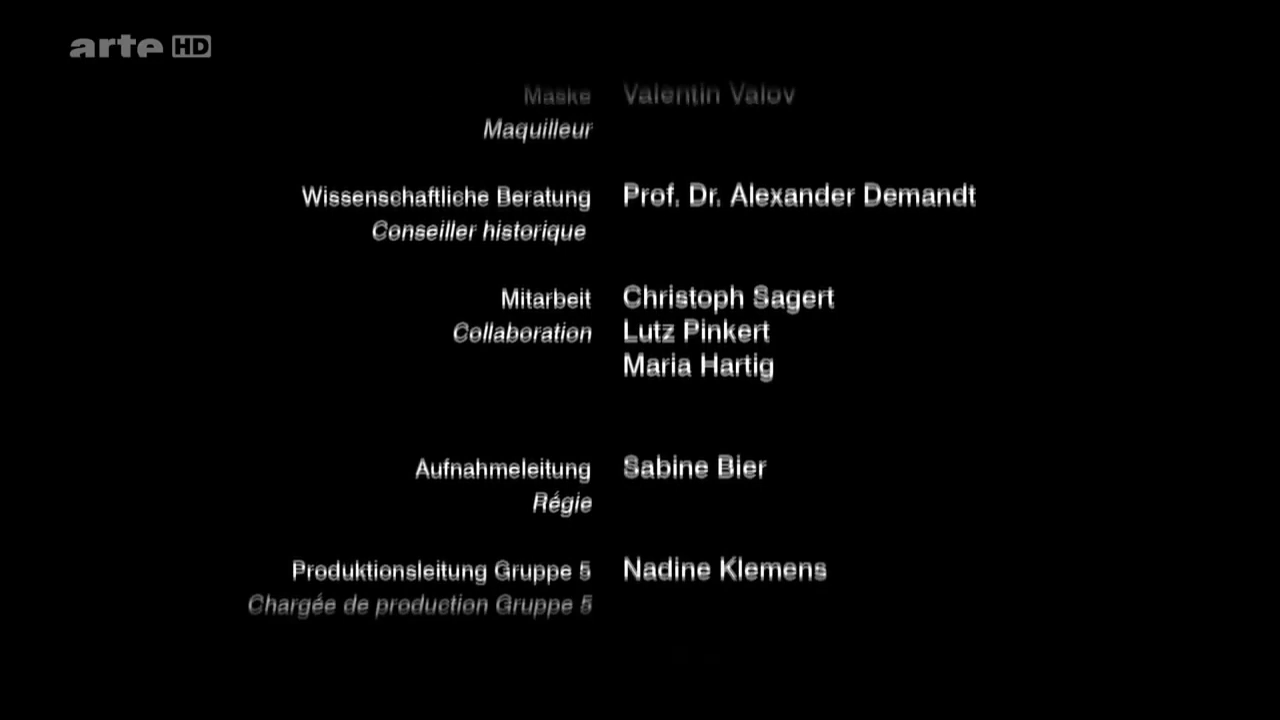 arte HD
Maske Valentin Valov
Maquilleur
Wissenschaftliche Beratung Prof. Dr. Alexander Demandt
Conseiller historique
Mitarbeit Christoph Sagert
Collaboration Lutz Pinkert
Maria Hartig
Aufnahmeleitung Sabine Bier
Régie
Produktionsleitung Gruppe 5 Nadine Klemens
Chargée de production Gruppe 5